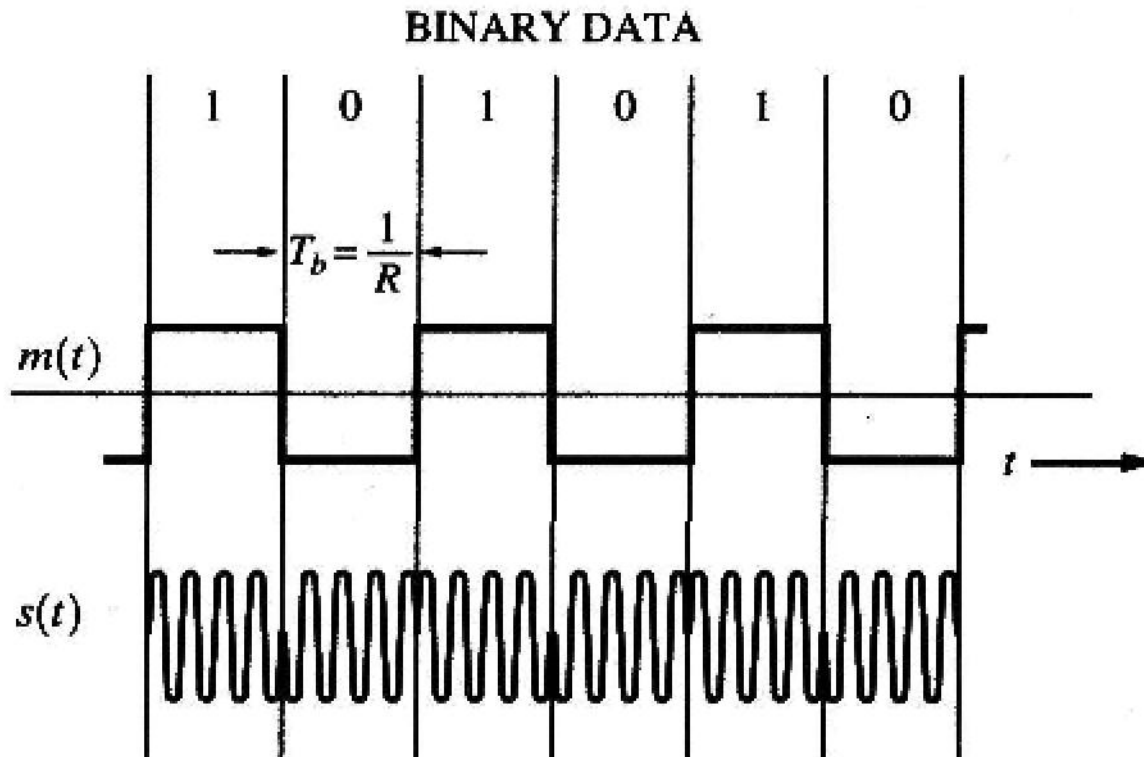 BINARY DATA
1 0 1 0 1 0
T_b = 1/R
m(t)
t
s(t)